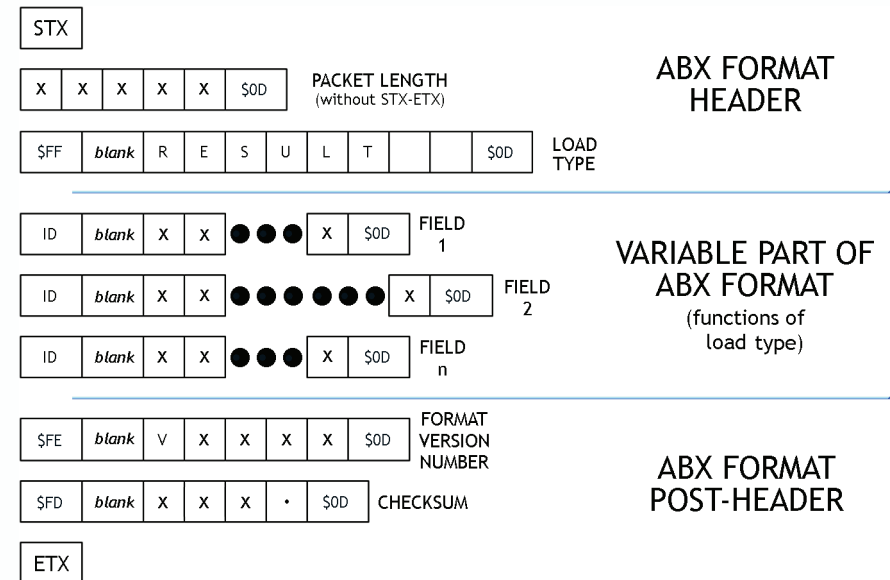 STX
X X X X X $0D
PACKET LENGTH
(without STX-ETX)
ABX FORMAT
HEADER
$FF blank R E S U L T $0D
LOAD
TYPE
ID blank X X X $0D
FIELD
1
VARIABLE PART OF
ABX FORMAT
(functions of
load type)
ID blank X X X $0D
FIELD
2
ID blank X X X $0D
FIELD
n
$FE blank V X X X X $0D
FORMAT
VERSION
NUMBER
ABX FORMAT
POST-HEADER
$FD blank X X X . $0D
CHECKSUM
ETX